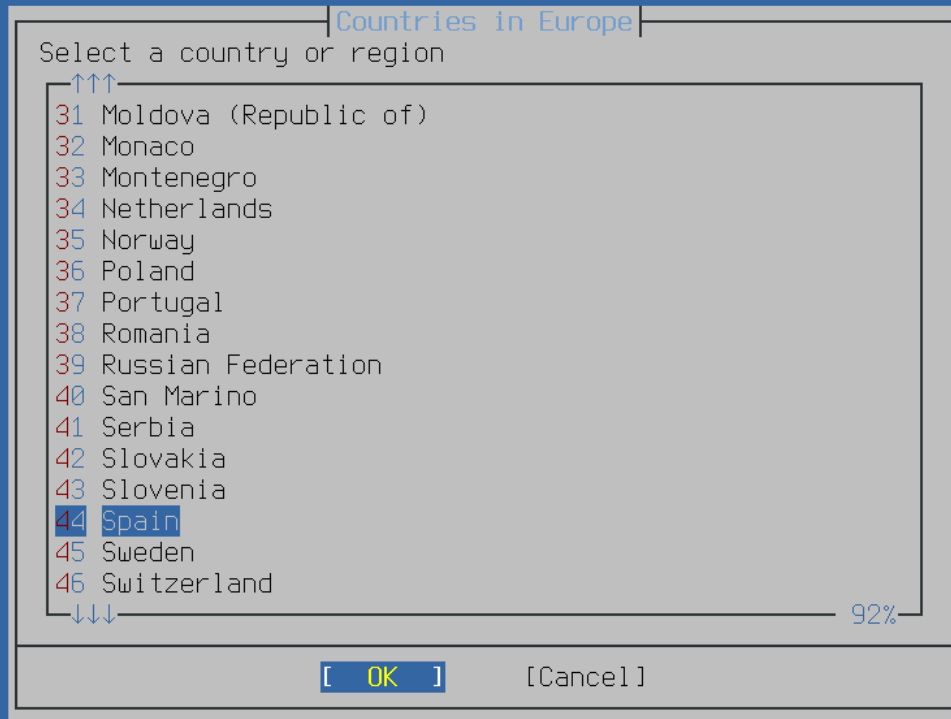 Countries in Europe
Select a country or region
↑↑↑
31 Moldova (Republic of)
32 Monaco
33 Montenegro
34 Netherlands
35 Norway
36 Poland
37 Portugal
38 Romania
39 Russian Federation
40 San Marino
41 Serbia
42 Slovakia
43 Slovenia
44 Spain
45 Sweden
46 Switzerland
↓↓↓ 92%
[ OK ] [Cancel]